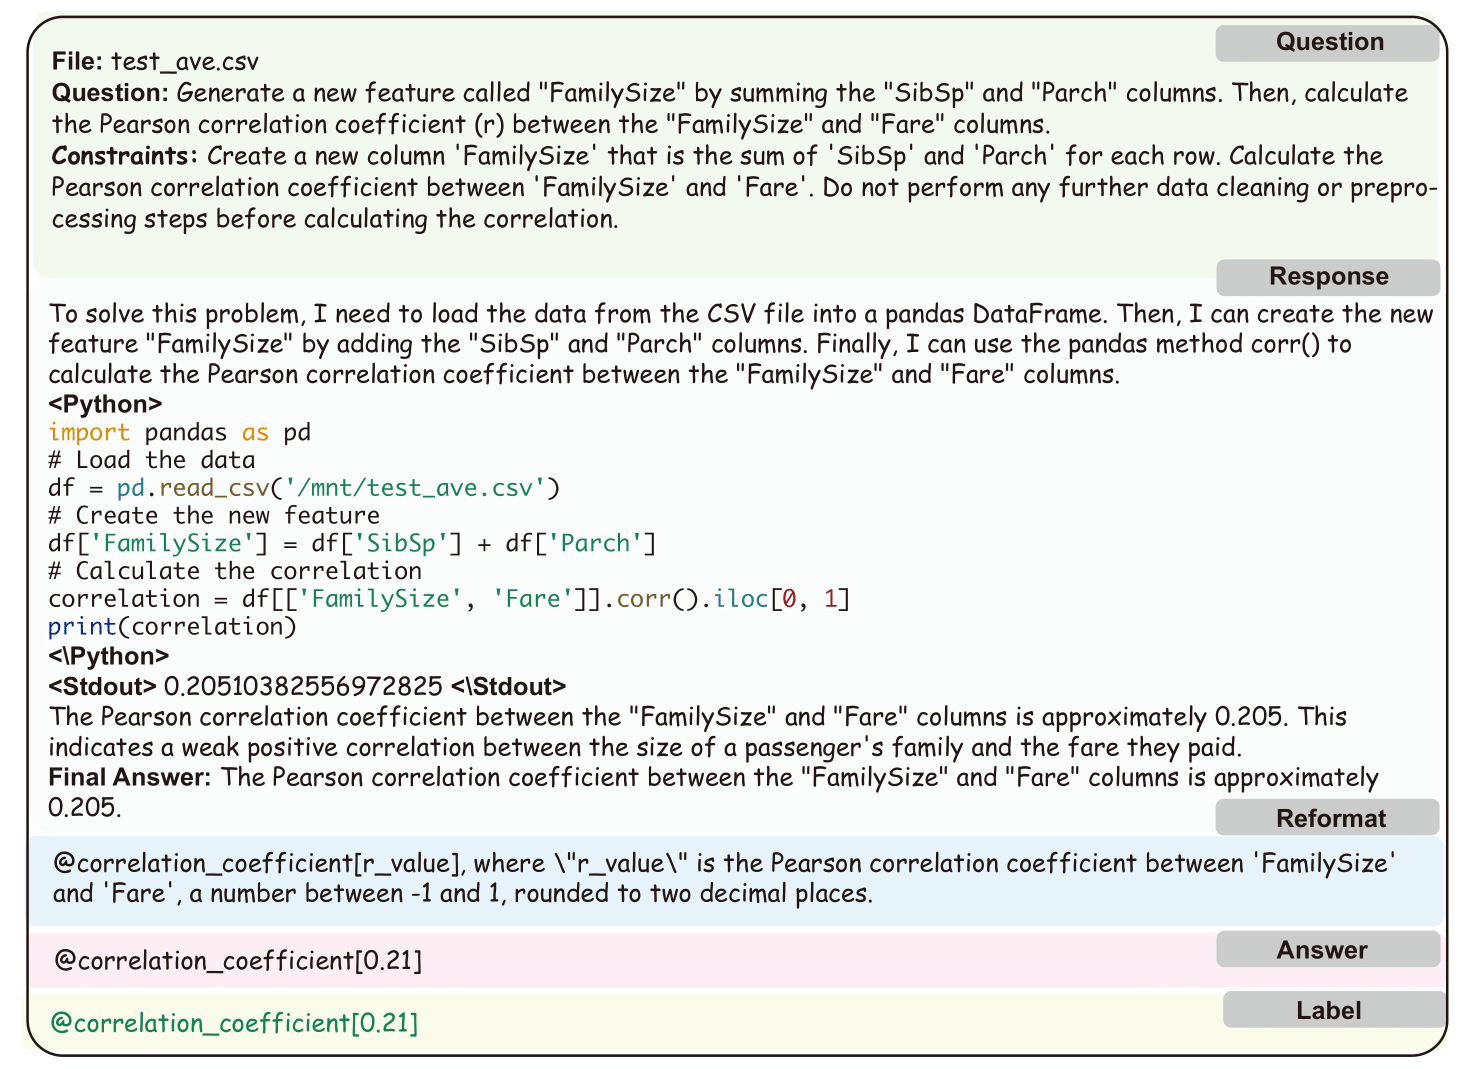 Question
File: test_ave.csv
Question: Generate a new feature called "FamilySize" by summing the "SibSp" and "Parch" columns. Then, calculate
the Pearson correlation coefficient (r) between the "FamilySize" and "Fare" columns.
Constraints: Create a new column 'FamilySize' that is the sum of 'SibSp' and 'Parch' for each row. Calculate the
Pearson correlation coefficient between 'FamilySize' and 'Fare'. Do not perform any further data cleaning or prepro-
cessing steps before calculating the correlation.
Response
To solve this problem, I need to load the data from the CSV file into a pandas DataFrame. Then, I can create the new
feature "FamilySize" by adding the "SibSp" and "Parch" columns. Finally, I can use the pandas method corr() to
calculate the Pearson correlation coefficient between the "FamilySize" and "Fare" columns.
<Python>
import pandas as pd
# Load the data
df = pd.read_csv('/mnt/test_ave.csv')
# Create the new feature
df['FamilySize'] = df['SibSp'] + df['Parch']
# Calculate the correlation
correlation = df[['FamilySize', 'Fare']].corr().iloc[0, 1]
print(correlation)
<\Python>
<Stdout> 0.20510382556972825 <\Stdout>
The Pearson correlation coefficient between the "FamilySize" and "Fare" columns is approximately 0.205. This
indicates a weak positive correlation between the size of a passenger's family and the fare they paid.
Final Answer: The Pearson correlation coefficient between the "FamilySize" and "Fare" columns is approximately
0.205.
Reformat
@correlation_coefficient[r_value], where \"r_value\" is the Pearson correlation coefficient between 'FamilySize'
and 'Fare', a number between -1 and 1, rounded to two decimal places.
Answer
@correlation_coefficient[0.21]
Label
@correlation_coefficient[0.21]